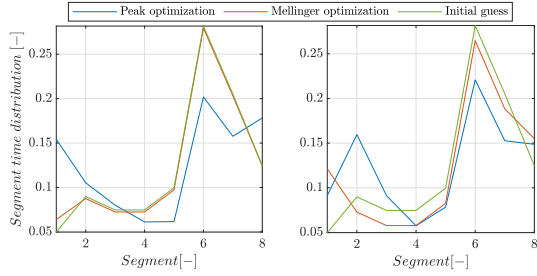 Peak optimization Mellinger optimization Initial guess
Segment time distribution [−]
0.25
0.2
0.15
0.1
0.05
2 4 6 8
Segment[−]
0.25
0.2
0.15
0.1
0.05
2 4 6 8
Segment[−]